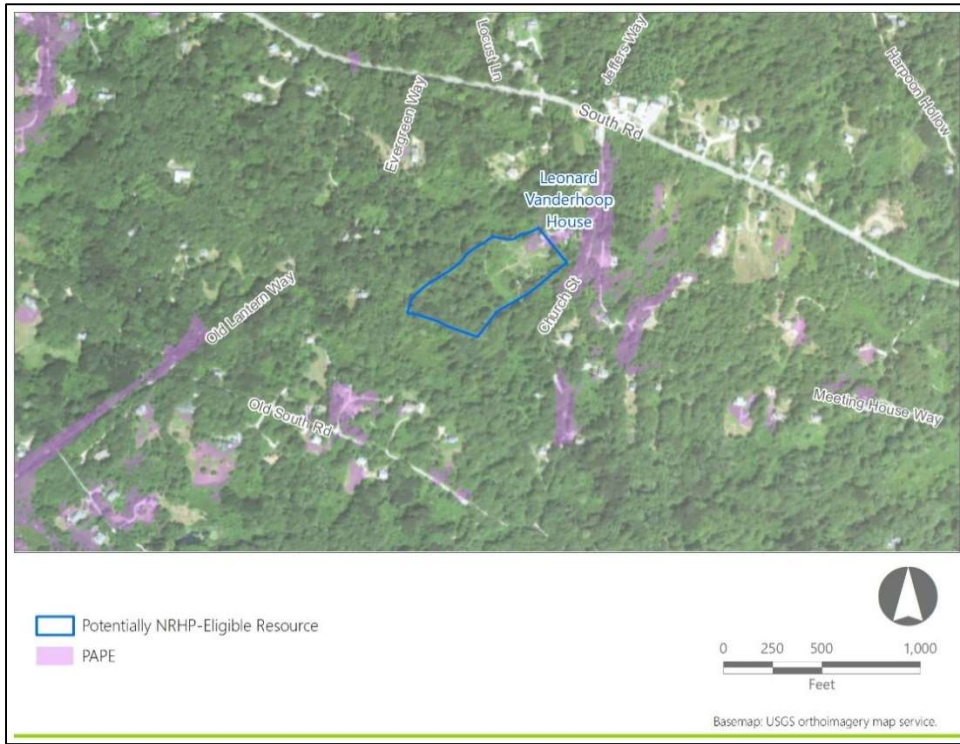 Locust Ln
Jeffers Way
Harpoon Hollow
Evergreen Way
South Rd
Leonard
Vanderhoop
House
Church St
Old Lantern Way
Old South Rd
Meeting House Way
Potentially NRHP-Eligible Resource
PAPE
0 250 500 1,000
Feet
Basemap: USGS orthoimagery map service.